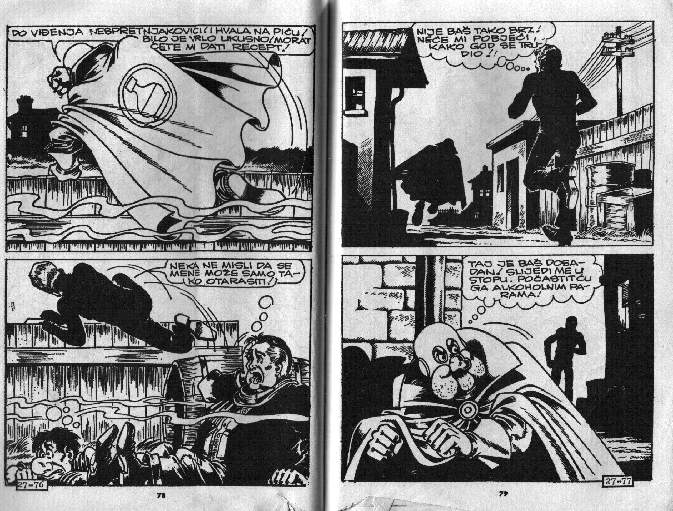 DO VIĐENJA NESPRETNJAKOVIĆI! HVALA NA PIĆU!
BILO JE VRLO UKUSNO! MORAT
ĆETE MI DATI RECEPT!
NEKA NE MISLI DA SE
MENE MOŽE SAMO TA-
KO OTARASITI!
27-76
78
NIJE BAŠ TAKO BRZ!
NEĆE MI POBJEĆI,
KAKO GOD SE TRU-
DIO!!
TAJ JE BAŠ DOSA-
DAN! SLIJEDI ME U
STOPU. POČASTIT ĆU
GA ALKOHOLNIM PA-
RAMA!
27-77
79